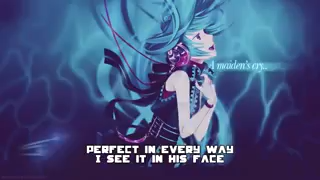 A maiden's cry..
PERFECT IN EVERY WAY
I SEE IT IN HIS FACE